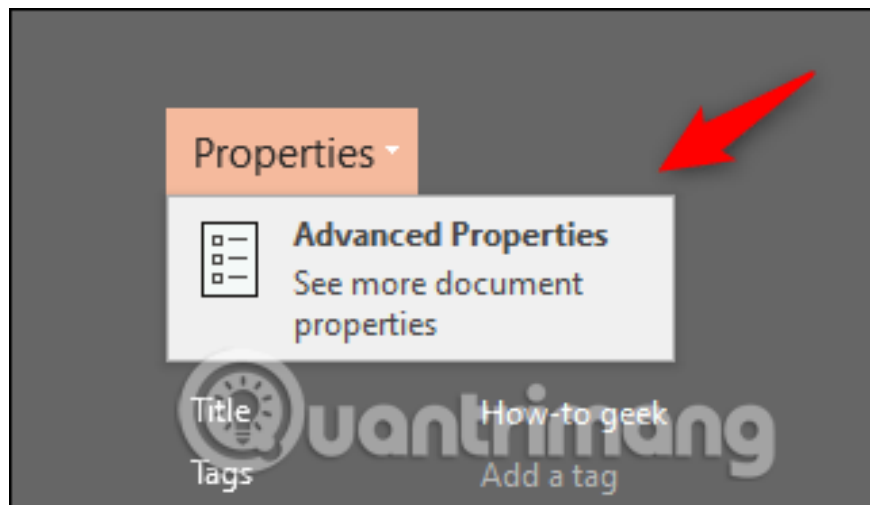 Properties
Advanced Properties
See more document
properties
Title How-to geek
Quantrimang
Tags Add a tag